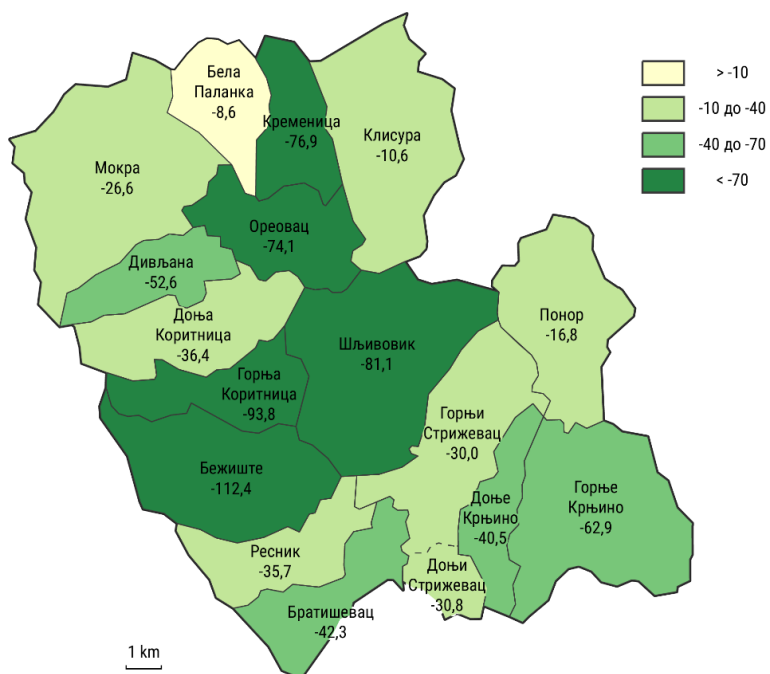 Бела
Паланка
-8,6
Кременица
-76,9
Клисура
-10,6
> -10
-10 до -40
-40 до -70
< -70
Мокра
-26,6
Ореовац
-74,1
Дивљана
-52,6
Доња
Коритница
-36,4
Шљивовик
-81,1
Понор
-16,8
Горња
Коритница
-93,8
Горњи
Стрижевац
-30,0
Бежиште
-112,4
Доње
Крњино
-40,5
Горње
Крњино
-62,9
Ресник
-35,7
Доњи
Стрижевац
-30,8
Братишевац
-42,3
1 km